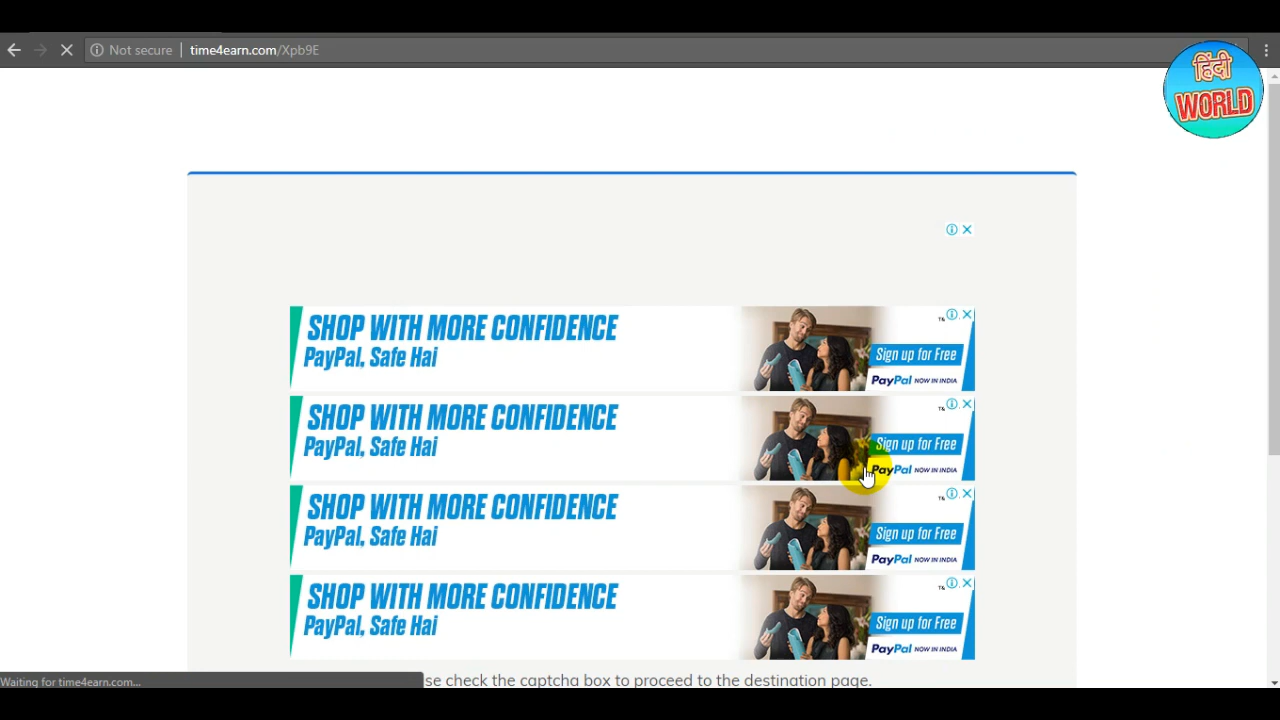 Not secure
time4earn.com/Xpb9E
हिंदी
WORLD
SHOP WITH MORE CONFIDENCE
PayPal, Safe Hai
Sign up for Free
PayPal NOW IN INDIA
SHOP WITH MORE CONFIDENCE
PayPal, Safe Hai
Sign up for Free
PayPal NOW IN INDIA
SHOP WITH MORE CONFIDENCE
PayPal, Safe Hai
Sign up for Free
PayPal NOW IN INDIA
SHOP WITH MORE CONFIDENCE
PayPal, Safe Hai
Sign up for Free
PayPal NOW IN INDIA
Waiting for time4earn.com...
se check the captcha box to proceed to the destination page.